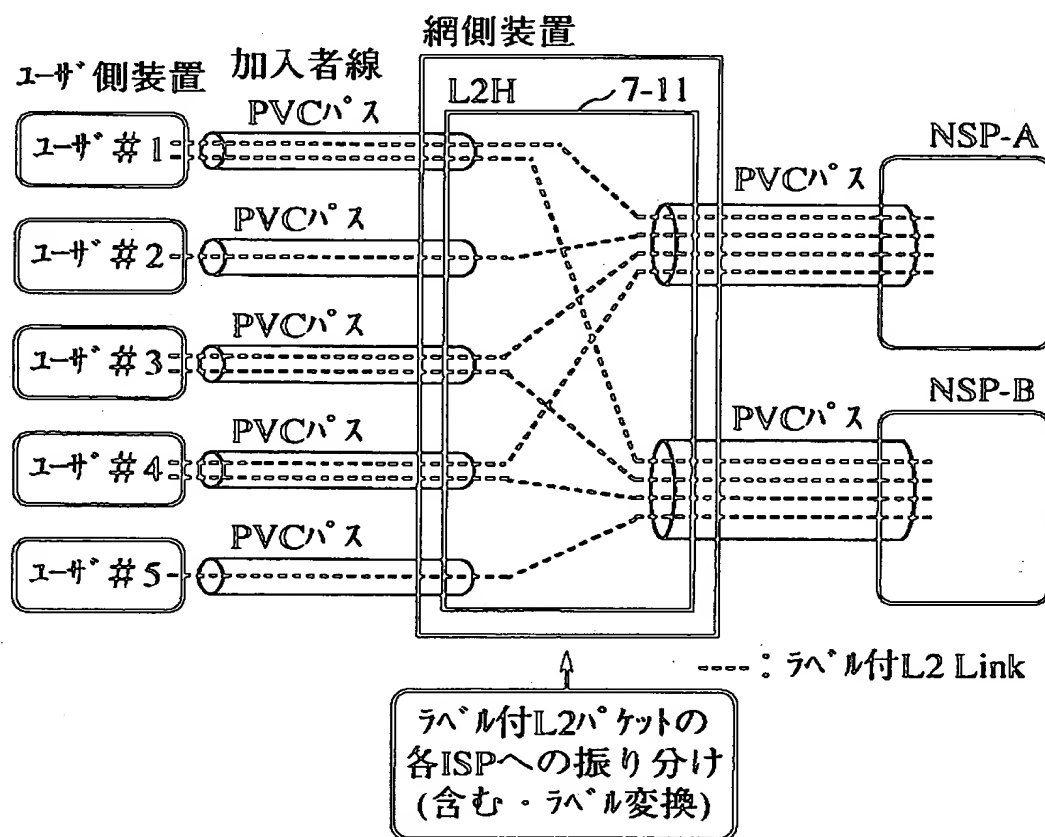 網側装置
ユーザ側装置
加入者線
L2H
7-11
PVCパス
NSP-A
ユーザ#1
PVCパス
PVCパス
ユーザ#2
PVCパス
ユーザ#3
NSP-B
PVCパス
PVCパス
ユーザ#4
PVCパス
ユーザ#5
-----：ラベル付L2 Link
ラベル付L2パケットの
各ISPへの振り分け
(含む・ラベル変換)